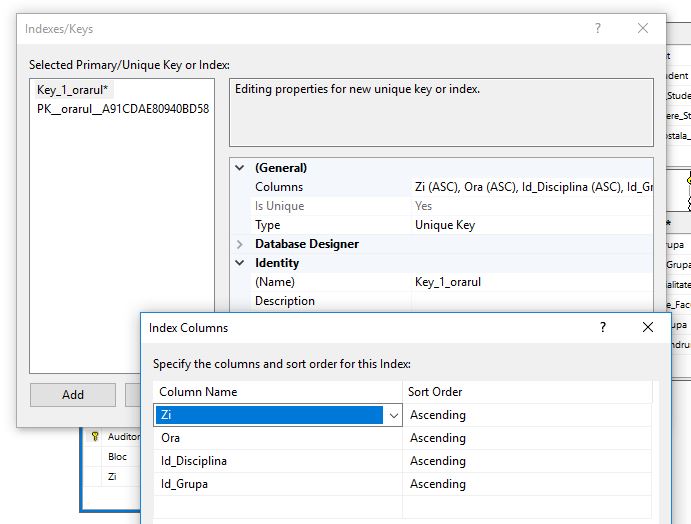 Indexes/Keys
Selected Primary/Unique Key or Index:
Key_1_orarul*
PK__orarul__A91CDAE80940BD58
Editing properties for new unique key or index.
(General)
Columns Zi (ASC), Ora (ASC), Id_Disciplina (ASC), Id_Gr
Is Unique Yes
Type Unique Key
Database Designer
Identity
(Name) Key_1_orarul
Description
Add
Index Columns
Specify the columns and sort order for this Index:
Column Name Sort Order
Zi Ascending
Ora Ascending
Id_Disciplina Ascending
Id_Grupa Ascending
Auditor
Bloc
Zi
t
udent
_Stude
ere_St
ostala_
*
rupa
Grupa
ialitate
e_Fac
upa
ndru